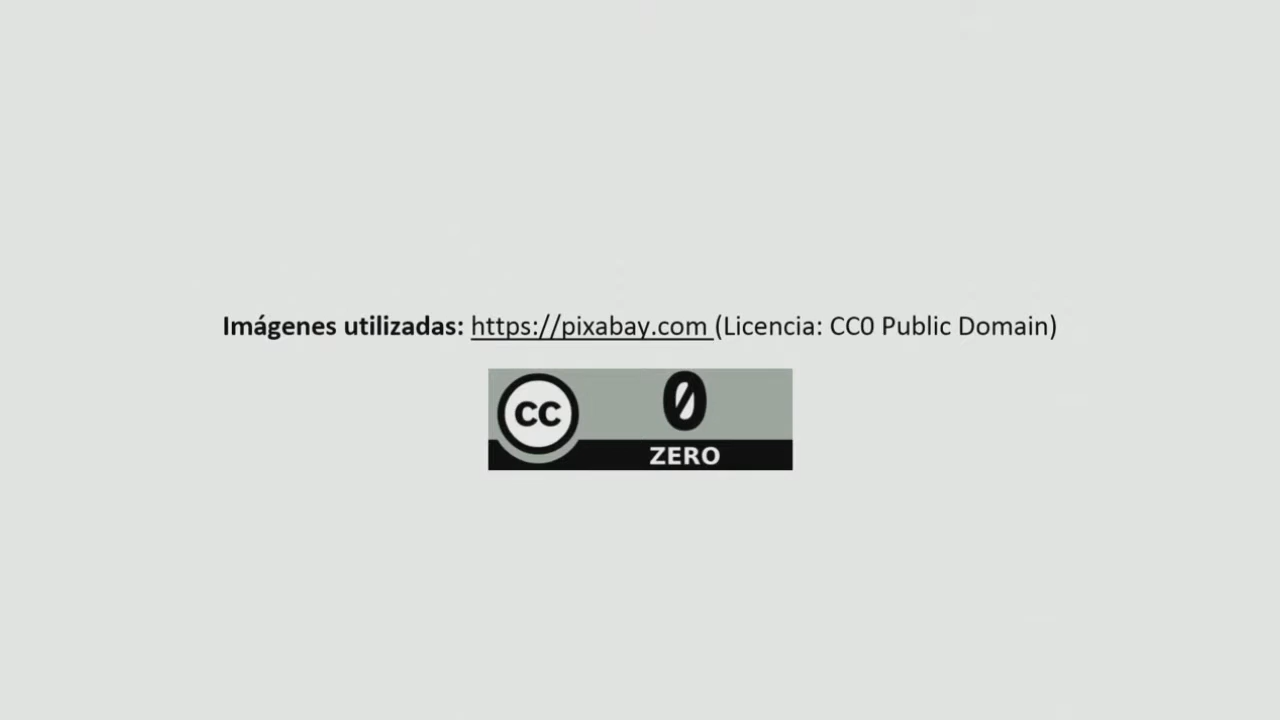 Imágenes utilizadas: https://pixabay.com (Licencia: CC0 Public Domain)
cc 0
ZERO